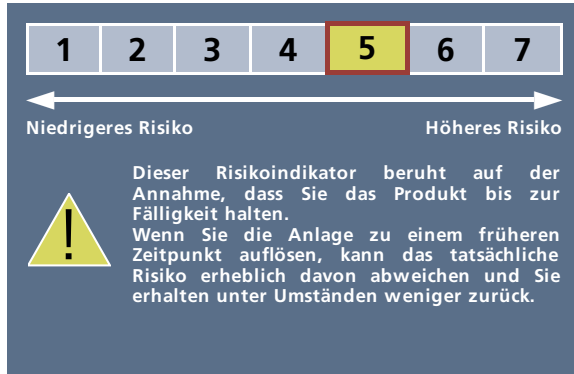 1 2 3 4 5 6 7
Niedrigeres Risiko Höheres Risiko
Dieser Risikoindikator beruht auf der
Annahme, dass Sie das Produkt bis zur
Fälligkeit halten.
Wenn Sie die Anlage zu einem früheren
Zeitpunkt auflösen, kann das tatsächliche
Risiko erheblich davon abweichen und Sie
erhalten unter Umständen weniger zurück.
!